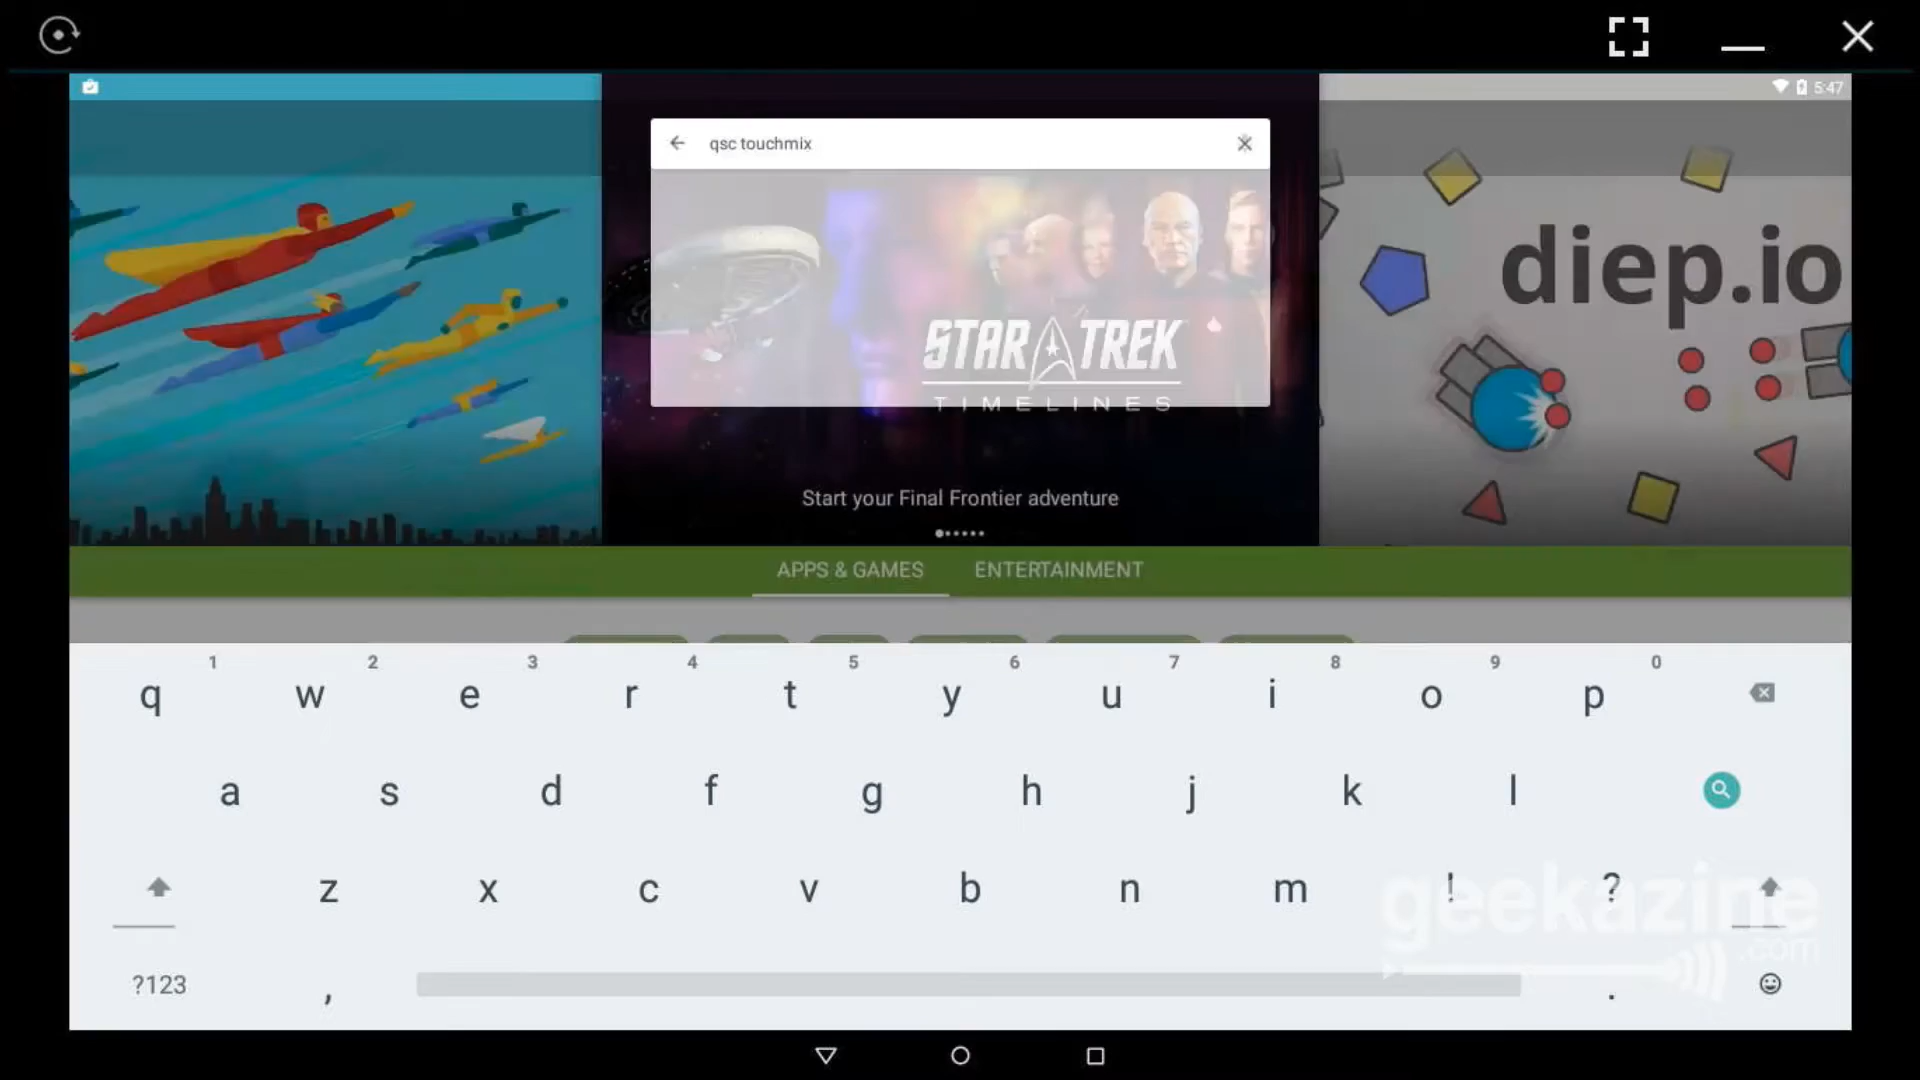 5:47
qsc touchmix
diep.io
STAR TREK
TIMELINES
Start your Final Frontier adventure
APPS & GAMES ENTERTAINMENT
1 2 3 4 5 6 7 8 9 0
q w e r t y u i o p
a s d f g h j k l
z x c v b n m ! ?
geekazine
.com
?123 , .